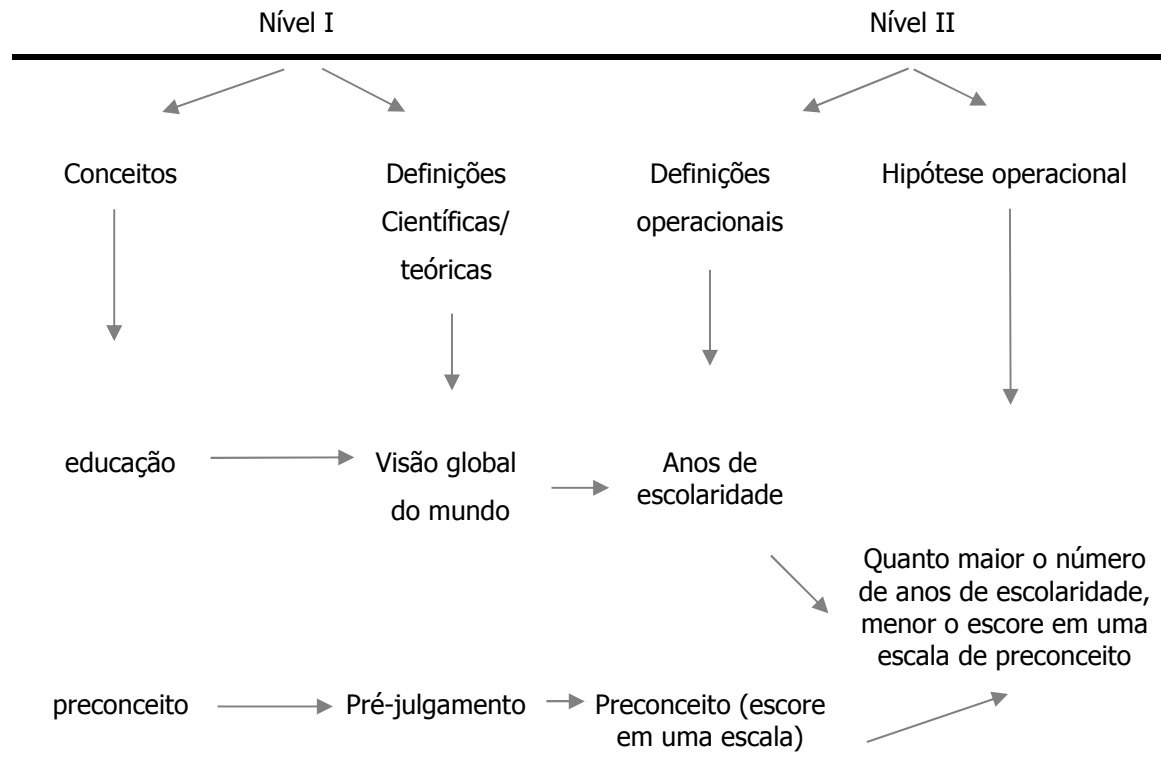 Nível I
Nível II
Conceitos
Definições
Científicas/
teóricas
Definições
operacionais
Hipótese operacional
educação
Visão global
do mundo
Anos de
escolaridade
Quanto maior o número
de anos de escolaridade,
menor o escore em uma
escala de preconceito
preconceito
Pré-julgamento
Preconceito (escore
em uma escala)